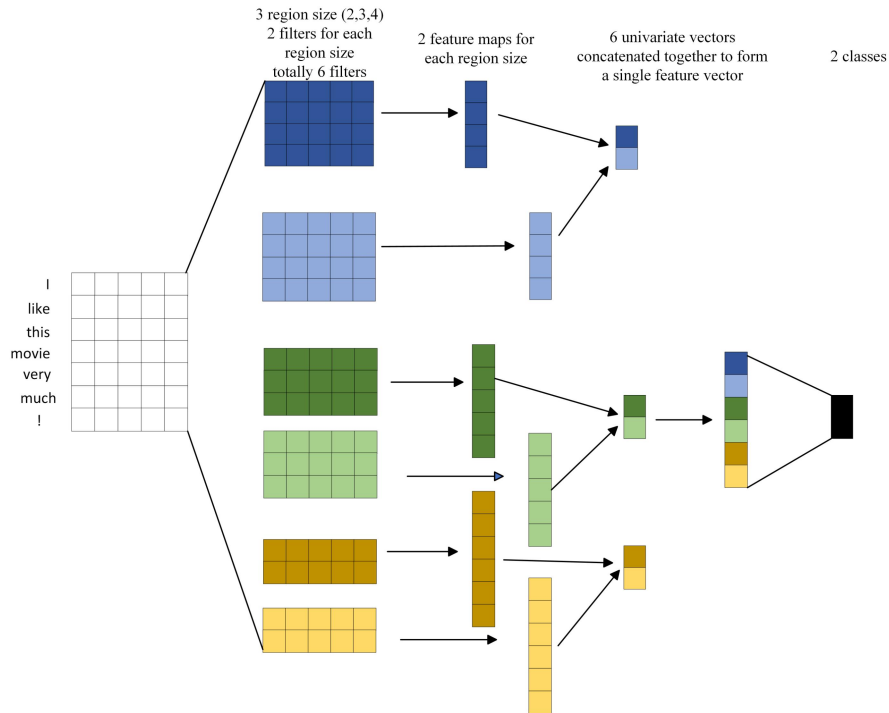 3 region size (2,3,4)
2 filters for each
region size
totally 6 filters
2 feature maps for
each region size
6 univariate vectors
concatenated together to form
a single feature vector
2 classes
I
like
this
movie
very
much
!